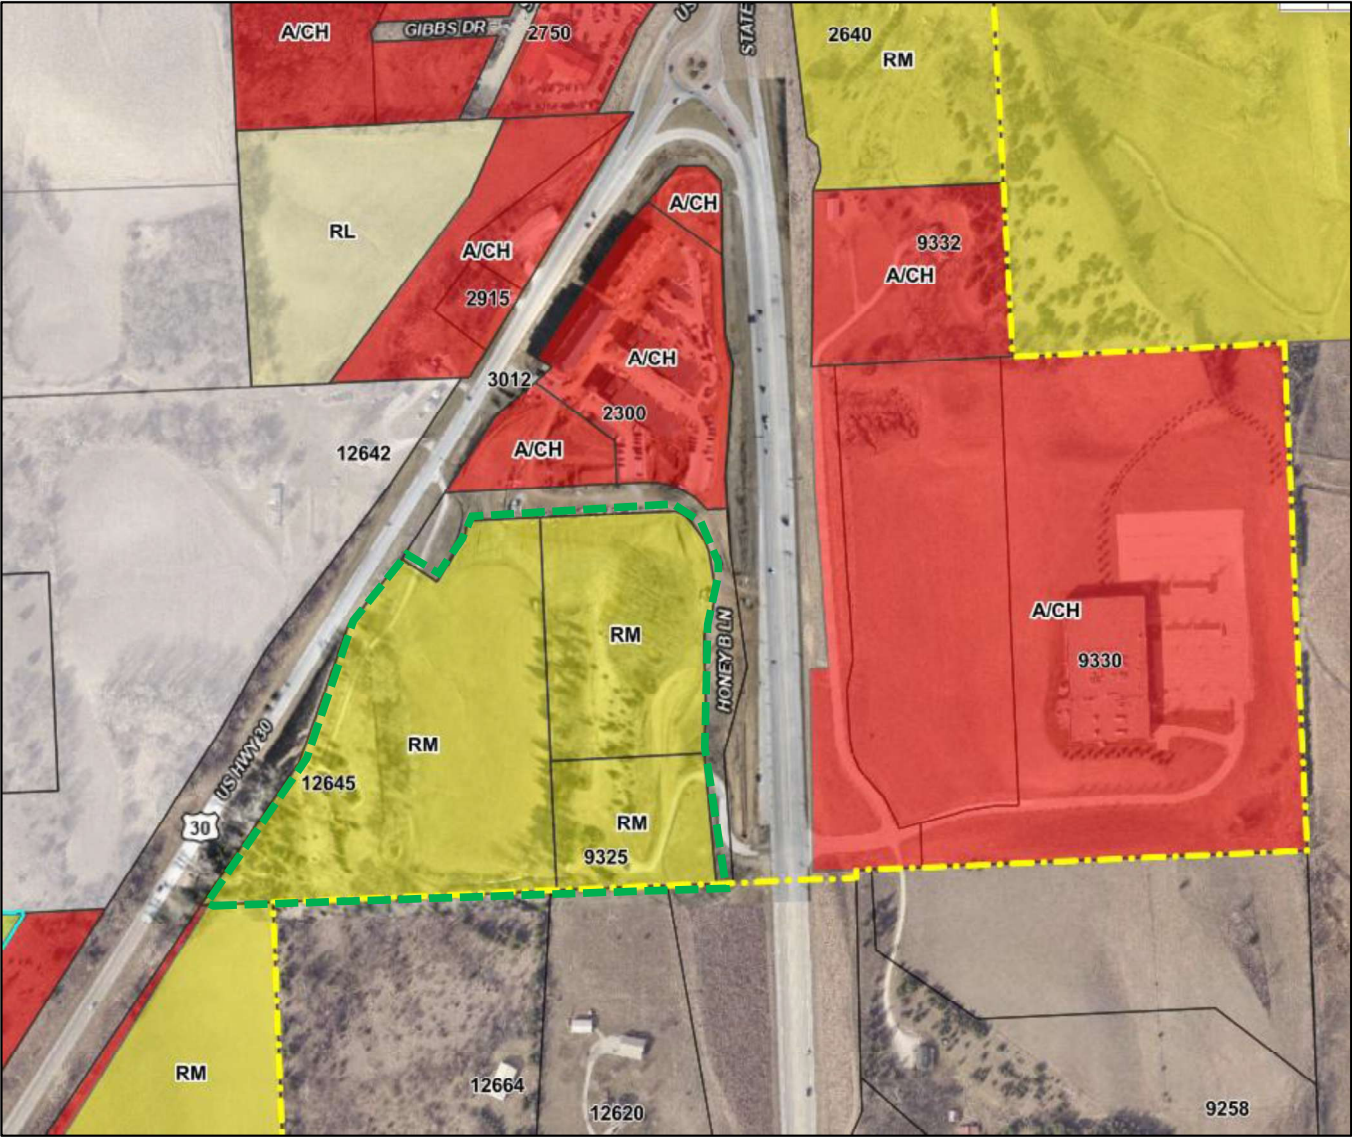 A/CH
GIBBS DR
2750
US
STATE
2640
RM
A/CH
RL
A/CH
9332
A/CH
2915
A/CH
3012
2300
A/CH
12642
A/CH
RM
A/CH
9330
HONEY B LN
RM
US HWY 30
12645
30
RM
9325
RM
12664
12620
9258